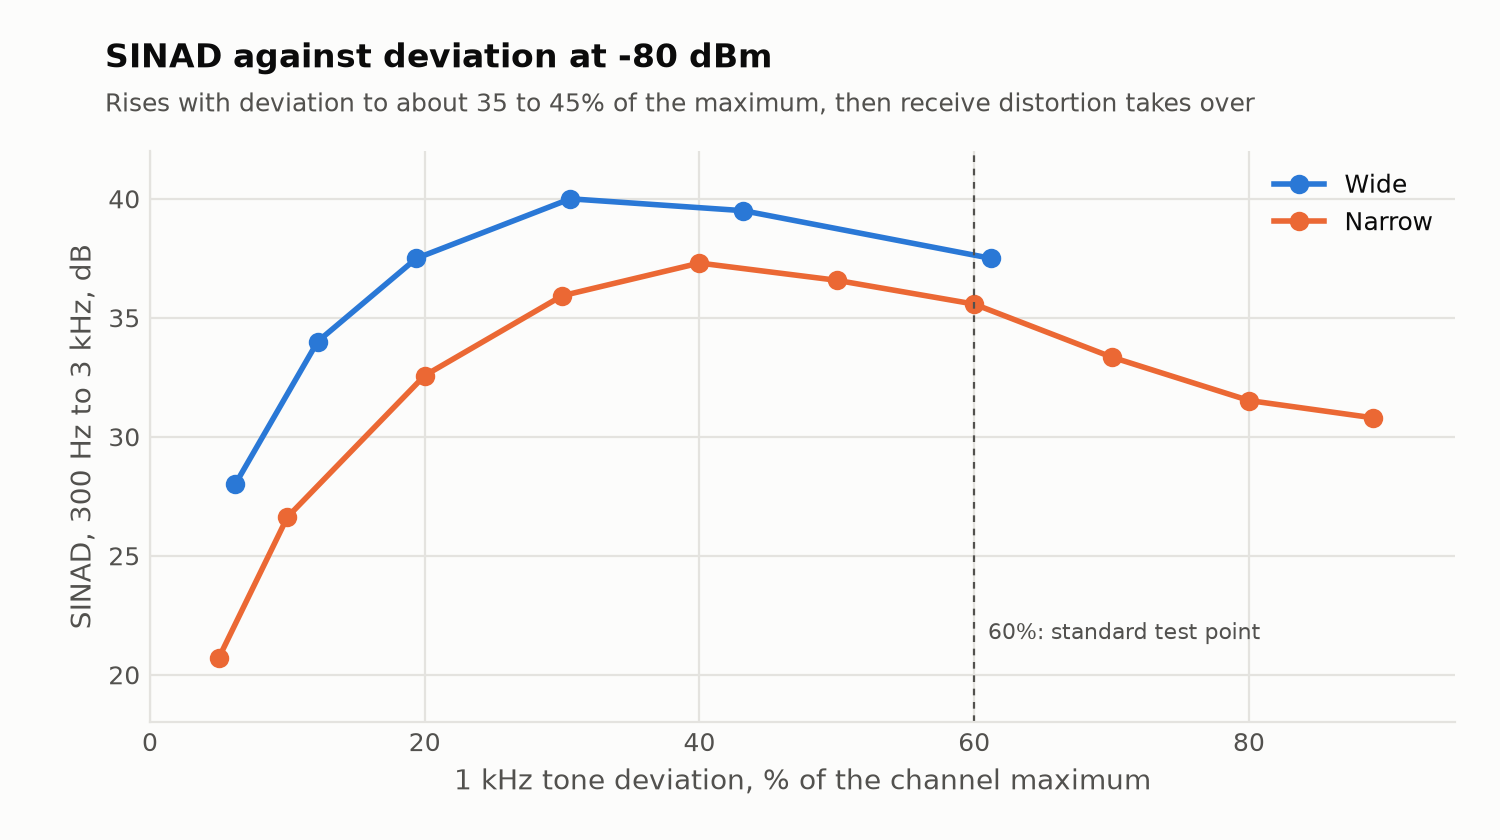 SINAD against deviation at -80 dBm
Rises with deviation to about 35 to 45% of the maximum, then receive distortion takes over
Wide
Narrow
SINAD, 300 Hz to 3 kHz, dB
40
35
30
25
20
60%: standard test point
0 20 40 60 80
1 kHz tone deviation, % of the channel maximum